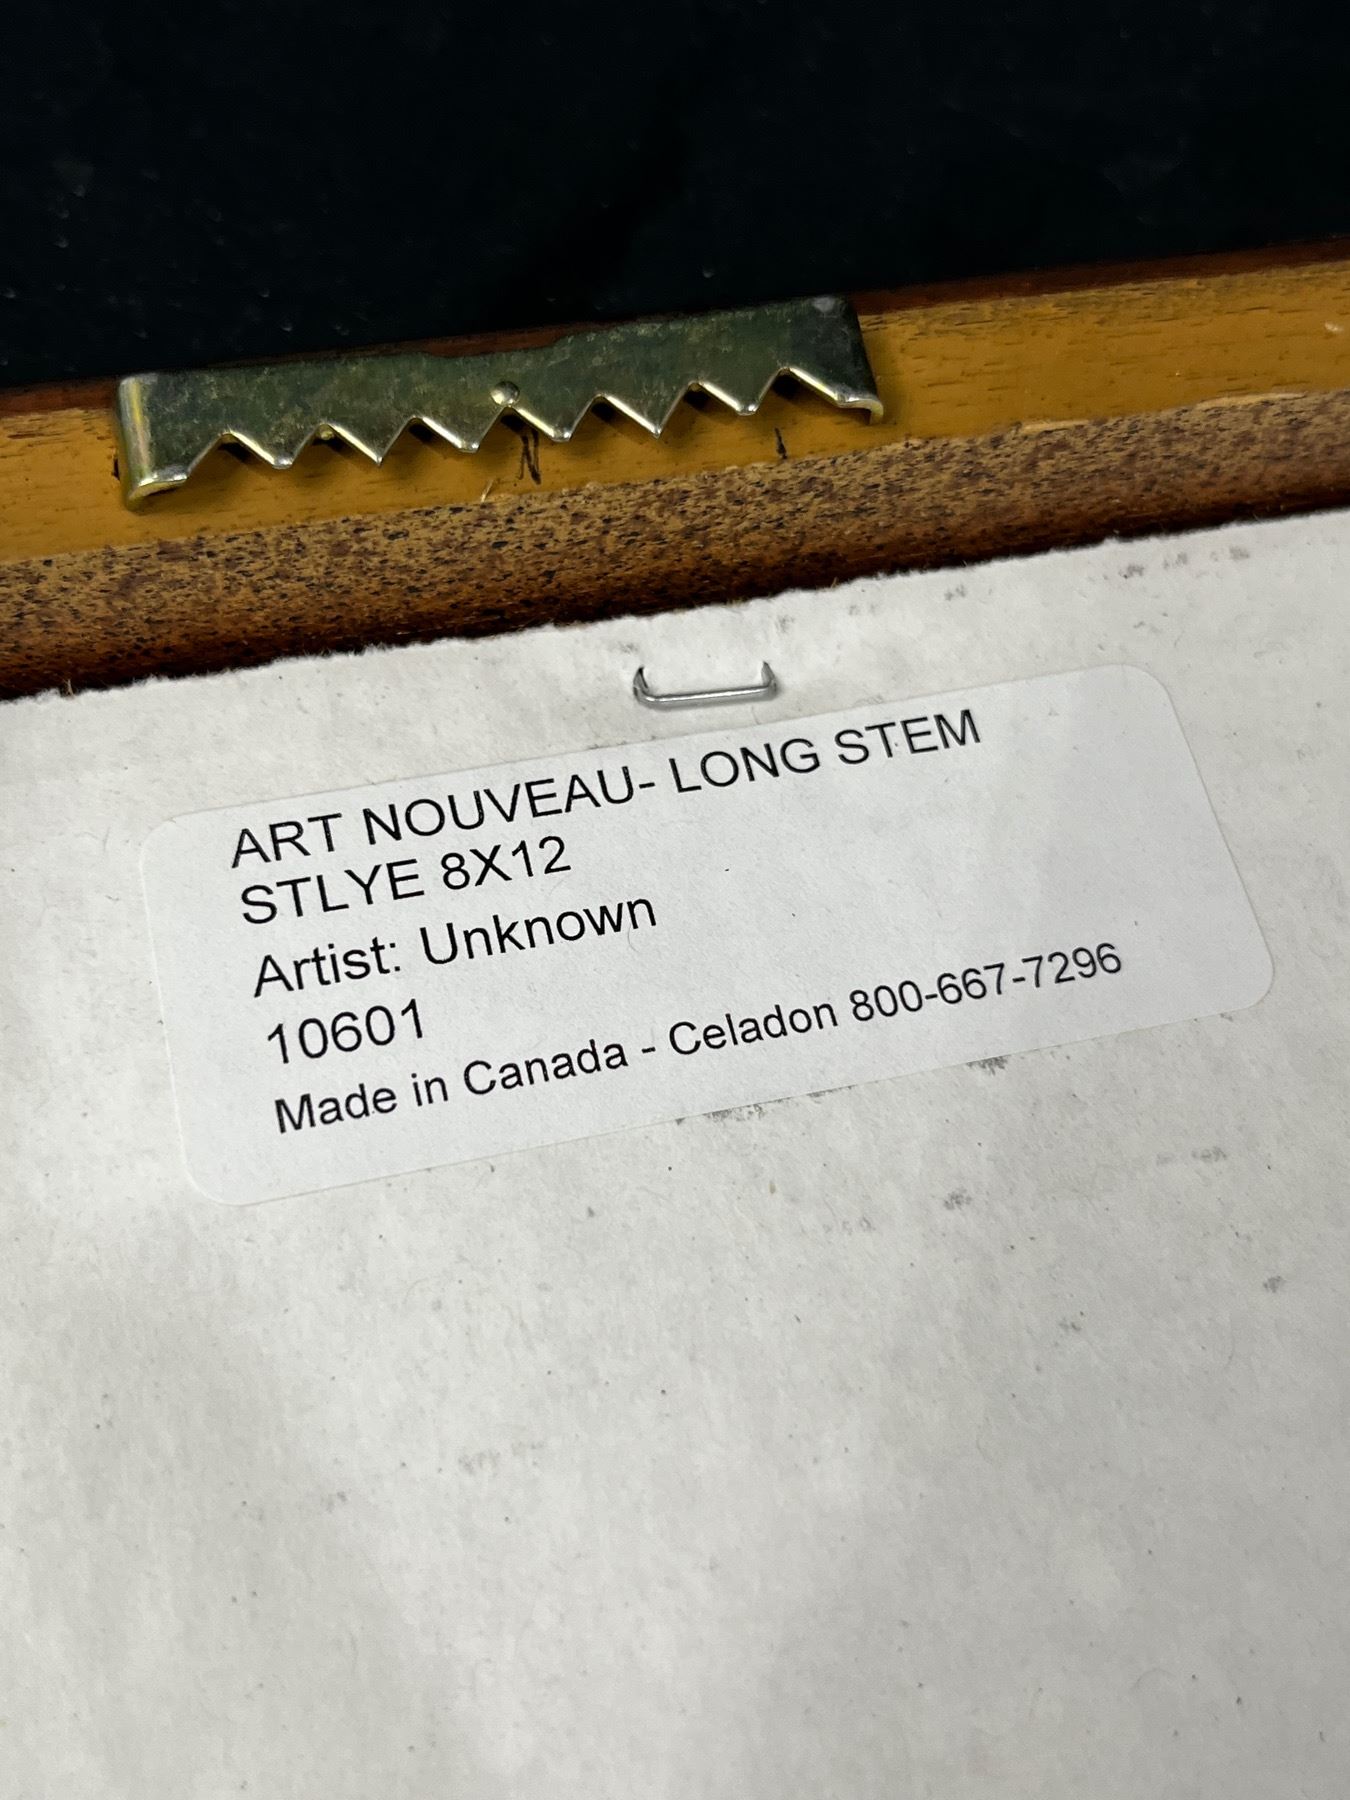 ART NOUVEAU- LONG STEM
STLYE 8X12
Artist: Unknown
10601
Made in Canada - Celadon 800-667-7296